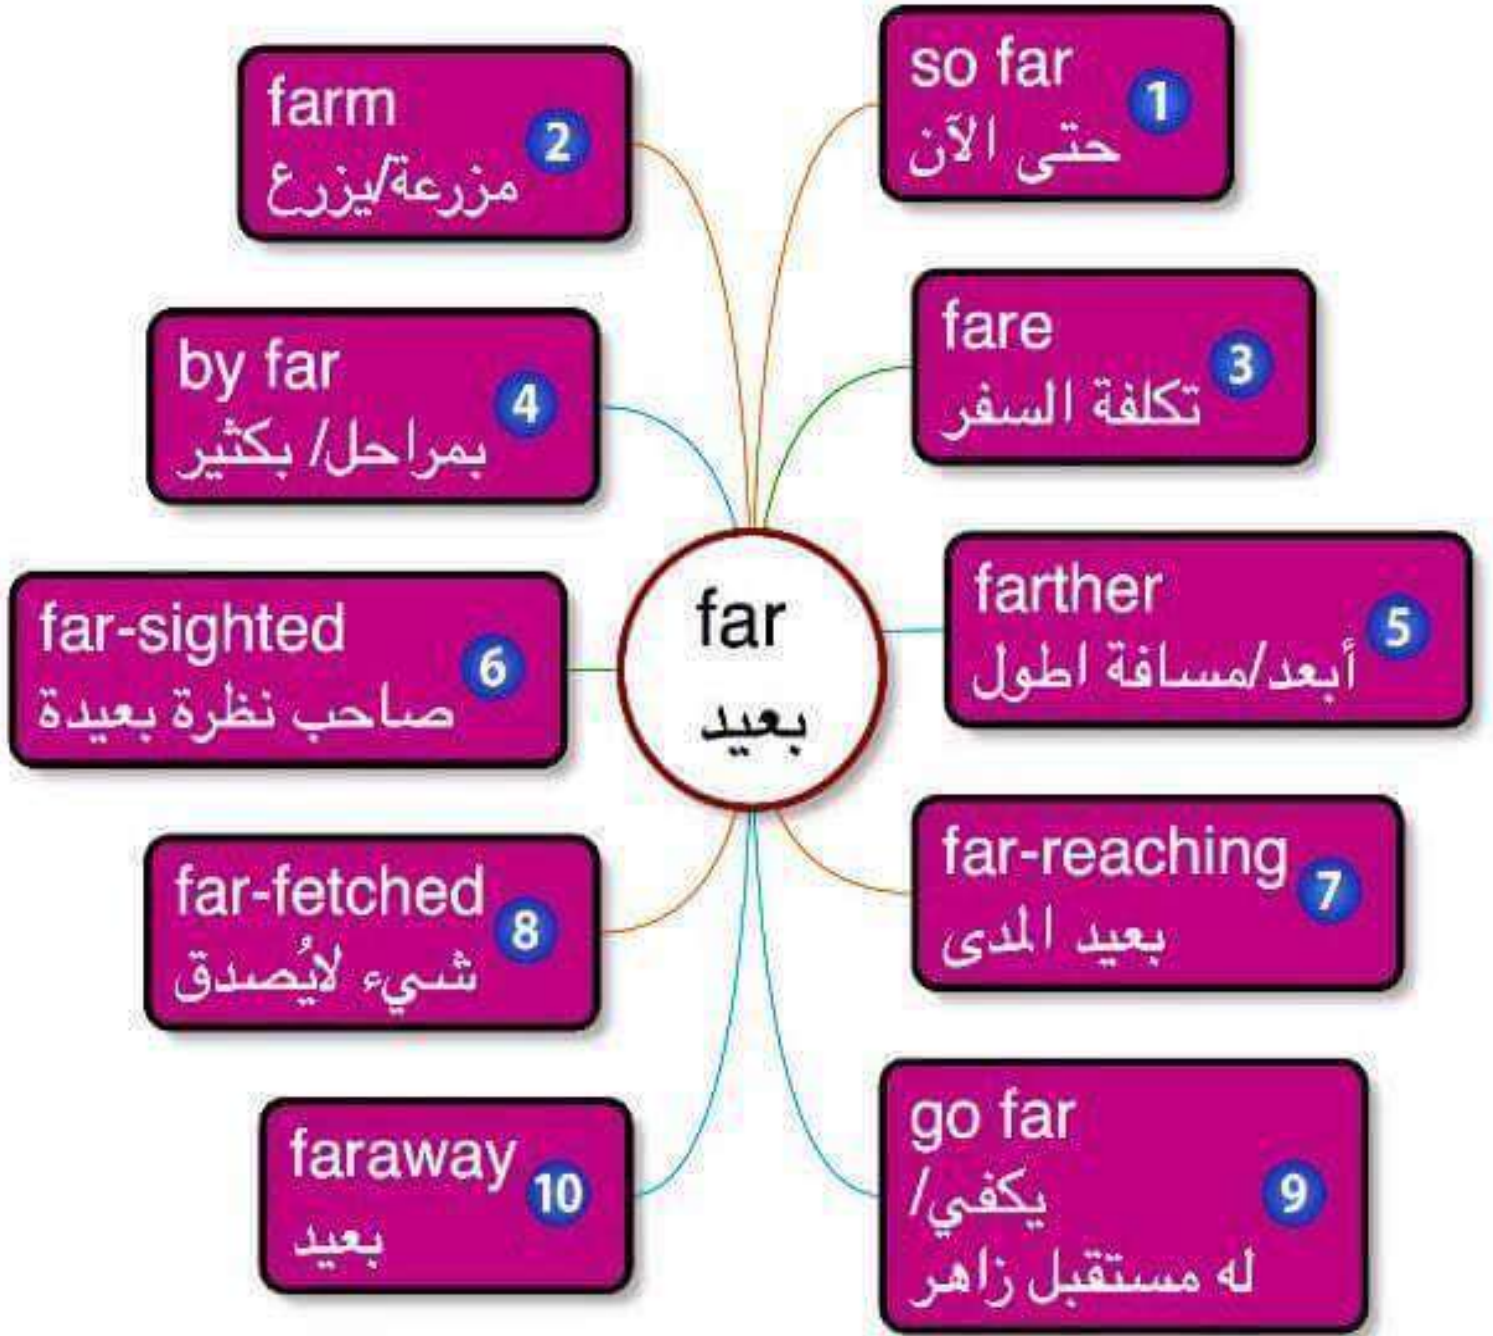 far
بعيد
so far
حتى الآن
1
farm
مزرعة/يزرع
2
fare
تكلفة السفر
3
by far
بمراحل/ بكثير
4
farther
أبعد/مسافة اطول
5
far-sighted
صاحب نظرة بعيدة
6
far-reaching
بعيد المدى
7
far-fetched
شيء لايُصدق
8
go far
يكفي/
له مستقبل زاهر
9
faraway
بعيد
10